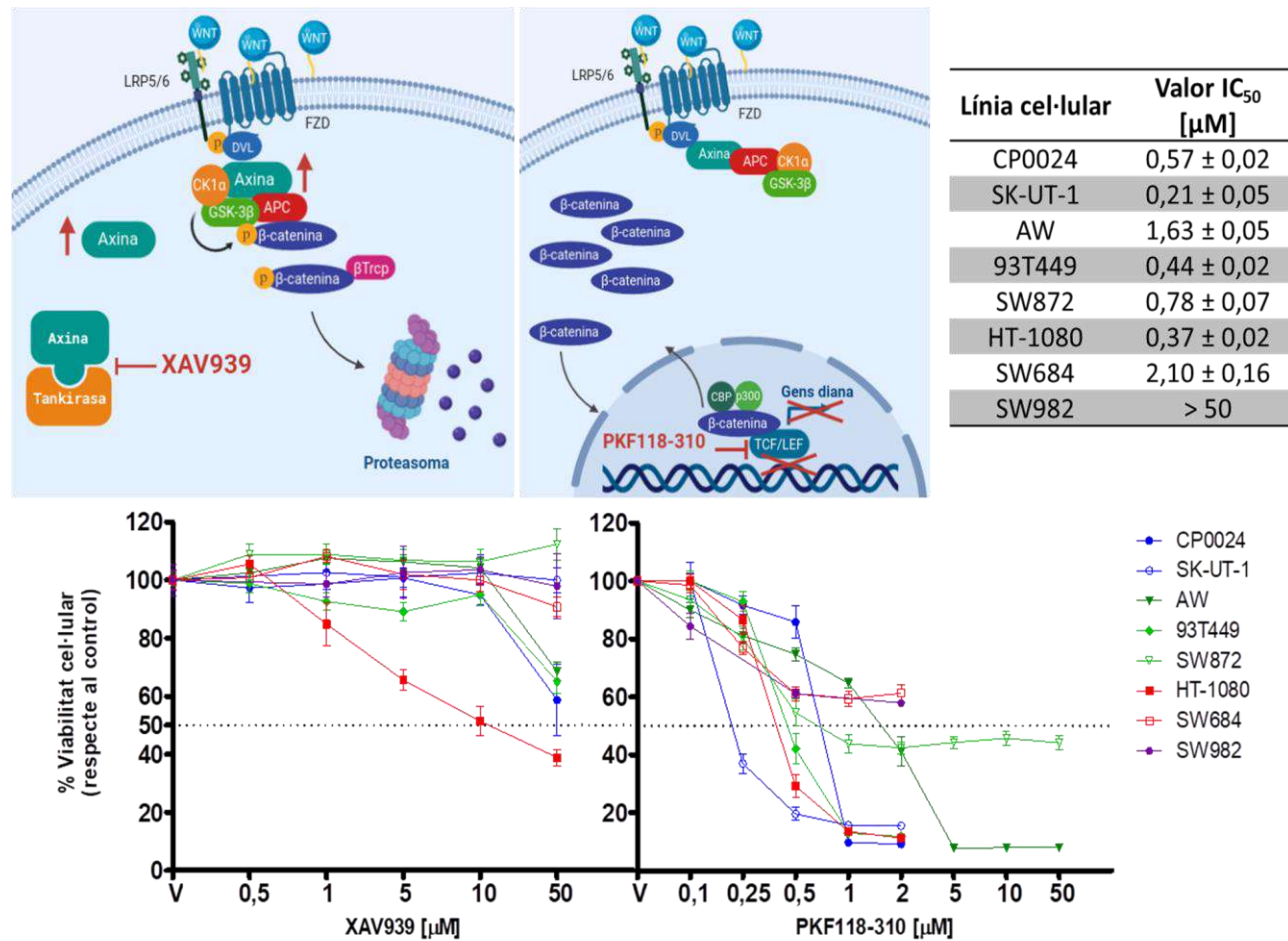 WNT
WNT
WNT
LRP5/6
FZD
P
DVL
CK1α
Axina
GSK-3β
APC
P
β-catenina
Axina
P
β-catenina
βTrcp
Axina
Tankirasa
XAV939
Proteasoma
WNT
WNT
WNT
LRP5/6
FZD
P
DVL
Axina
APC
CK1α
GSK-3β
β-catenina
β-catenina
β-catenina
β-catenina
β-catenina
CBP
p300
Gens diana
β-catenina
PKF118-310
TCF/LEF
Línia cel·lular Valor IC50 [µM]
CP0024 0,57 ± 0,02
SK-UT-1 0,21 ± 0,05
AW 1,63 ± 0,05
93T449 0,44 ± 0,02
SW872 0,78 ± 0,07
HT-1080 0,37 ± 0,02
SW684 2,10 ± 0,16
SW982 > 50
% Viabilitat cel·lular
(respecte al control)
120
100
80
60
50
40
20
0
V 0,5 1 5 10 50
XAV939 [µM]
120
100
80
60
50
40
20
0
V 0,1 0,25 0,5 1 2 5 10 50
PKF118-310 [µM]
CP0024
SK-UT-1
AW
93T449
SW872
HT-1080
SW684
SW982